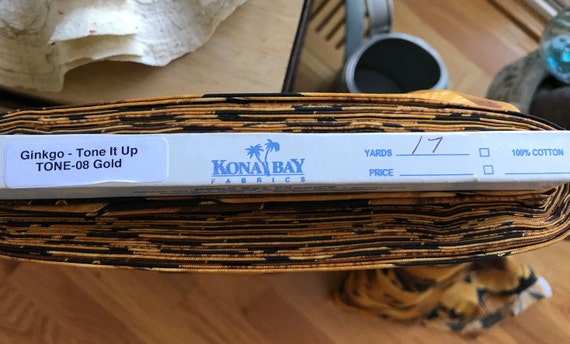 Ginkgo - Tone It Up
TONE-08 Gold
KONA BAY
FABRICS
YARDS 17
100% COTTON
PRICE